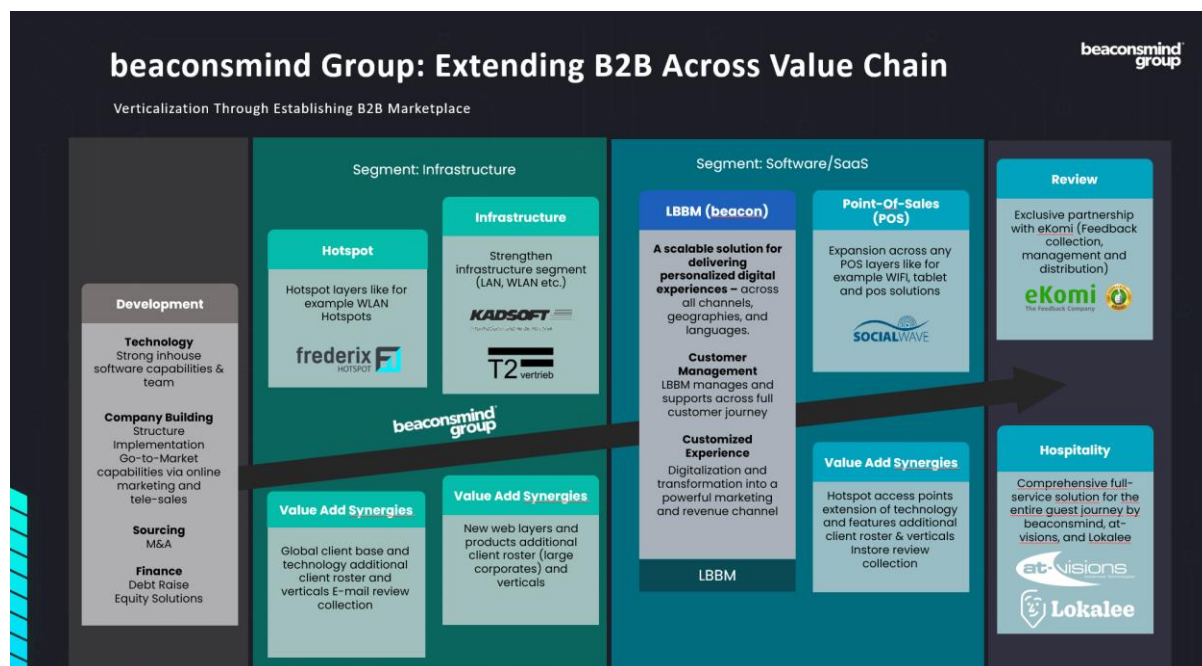 beaconsmind Group: Extending B2B Across Value Chain
beaconsmind
group
Verticalization Through Establishing B2B Marketplace
Development
Technology
Strong inhouse
software capabilities &
team
Company Building
Structure
Implementation
Go-to-Market
capabilities via online
marketing and
tele-sales
Sourcing
M&A
Finance
Debt Raise
Equity Solutions
Segment: Infrastructure
Hotspot
Hotspot layers like for
example WLAN
Hotspots
frederix
HOTSPOT
Infrastructure
Strengthen
infrastructure segment
(LAN, WLAN etc.)
KADSOFT
T2 vertrieb
beaconsmind
group
Value Add Synergies
Global client base and
technology additional
client roster and
verticals E-mail review
collection
Value Add Synergies
New web layers and
products additional
client roster (large
corporates) and
verticals
Segment: Software/SaaS
LBBM (beacon)
A scalable solution for
delivering
personalized digital
experiences – across
all channels,
geographies, and
languages.
Customer
Management
LBBM manages and
supports across full
customer journey
Customized
Experience
Digitalization and
transformation into a
powerful marketing
and revenue channel
LBBM
Point-Of-Sales
(POS)
Expansion across any
POS layers like for
example WIFI, tablet
and pos solutions
SOCIALWAVE
Value Add Synergies
Hotspot access points
extension of technology
and features additional
client roster & verticals
Instore review
collection
Review
Exclusive partnership
with eKomi (Feedback
collection,
management and
distribution)
eKomi
The Feedback Company
Hospitality
Comprehensive full-
service solution for the
entire guest journey by
beaconsmind, at-
visions, and Lokalee
at-visions
Lokalee